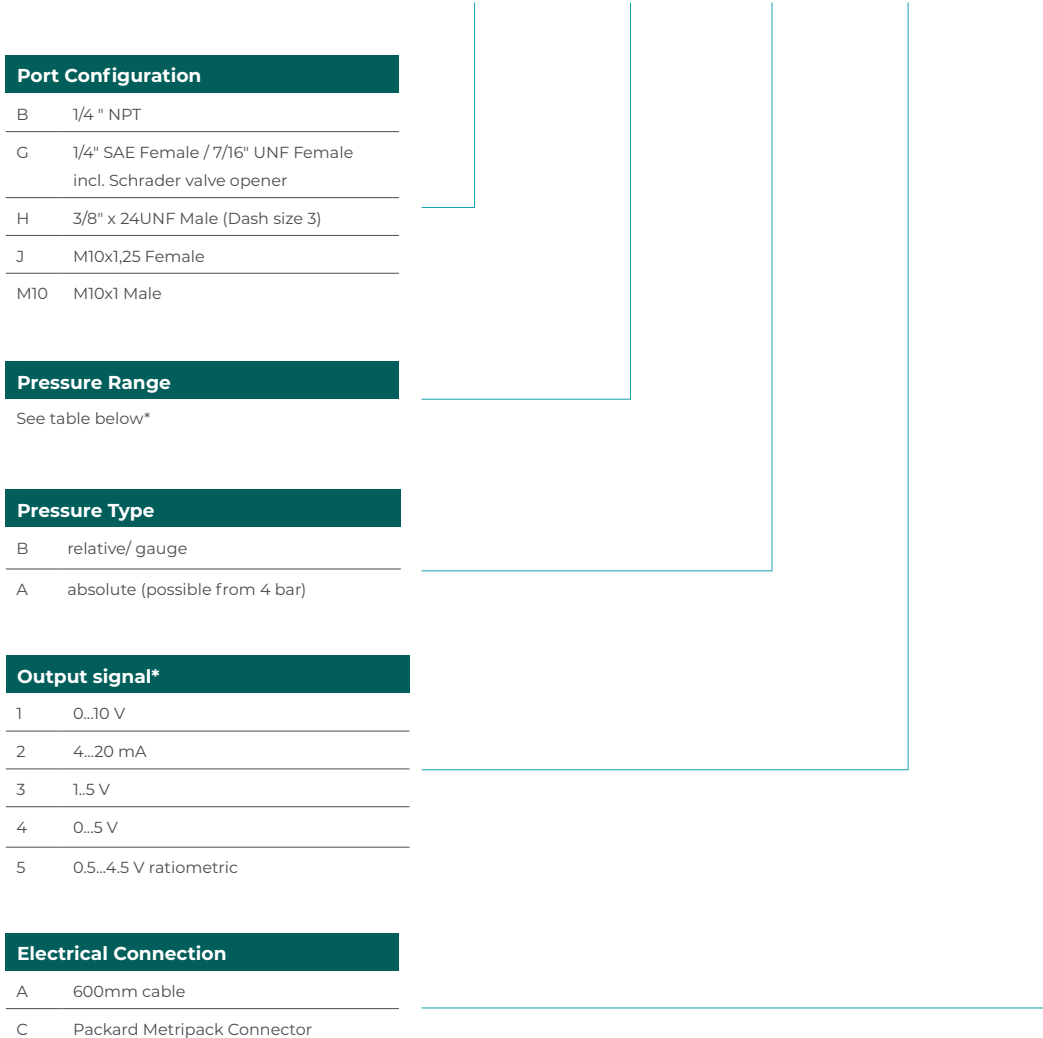 Port Configuration
B 1/4 " NPT
G 1/4" SAE Female / 7/16" UNF Female
incl. Schrader valve opener
H 3/8" x 24UNF Male (Dash size 3)
J M10x1,25 Female
M10 M10x1 Male
Pressure Range
See table below*
Pressure Type
B relative/ gauge
A absolute (possible from 4 bar)
Output signal*
1 0...10 V
2 4...20 mA
3 1..5 V
4 0...5 V
5 0.5...4.5 V ratiometric
Electrical Connection
A 600mm cable
C Packard Metripack Connector